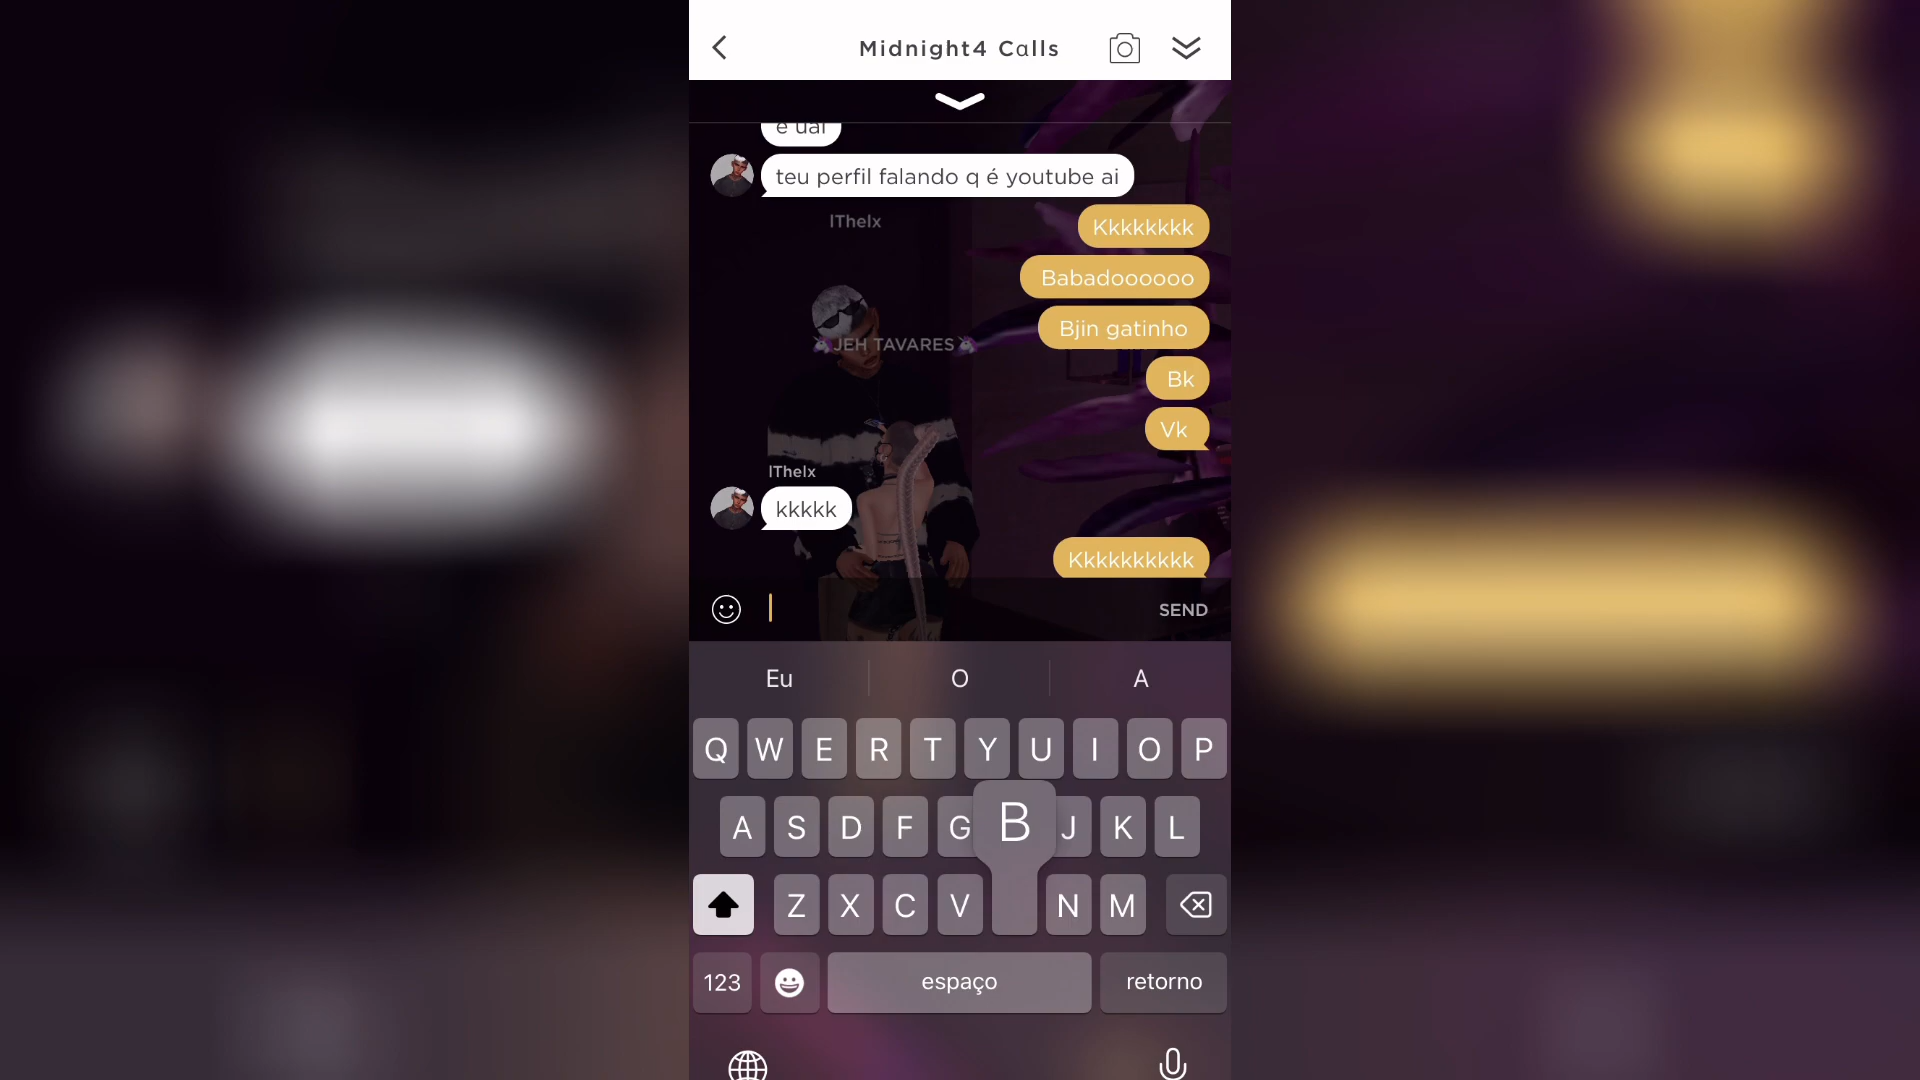 Midnight4 Calls
e uai
teu perfil falando q é youtube ai
IThelx
Kkkkkkkk
Babadoooooo
Bjin gatinho
JEH TAVARES
Bk
Vk
IThelx
kkkkk
Kkkkkkkkkk
SEND
Eu O A
Q W E R T Y U I O P
A S D F G B J K L
Z X C V N M
123 espaço retorno